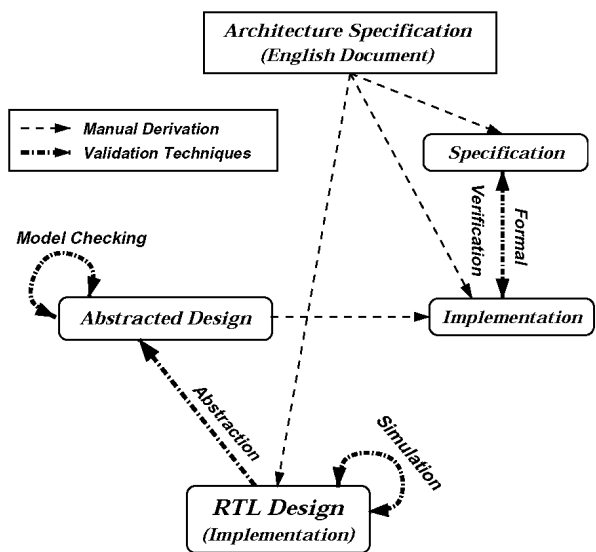 Architecture Specification
(English Document)
Manual Derivation
Validation Techniques
Specification
Formal
Verification
Model Checking
Abstracted Design
Implementation
Abstraction
Simulation
RTL Design
(Implementation)